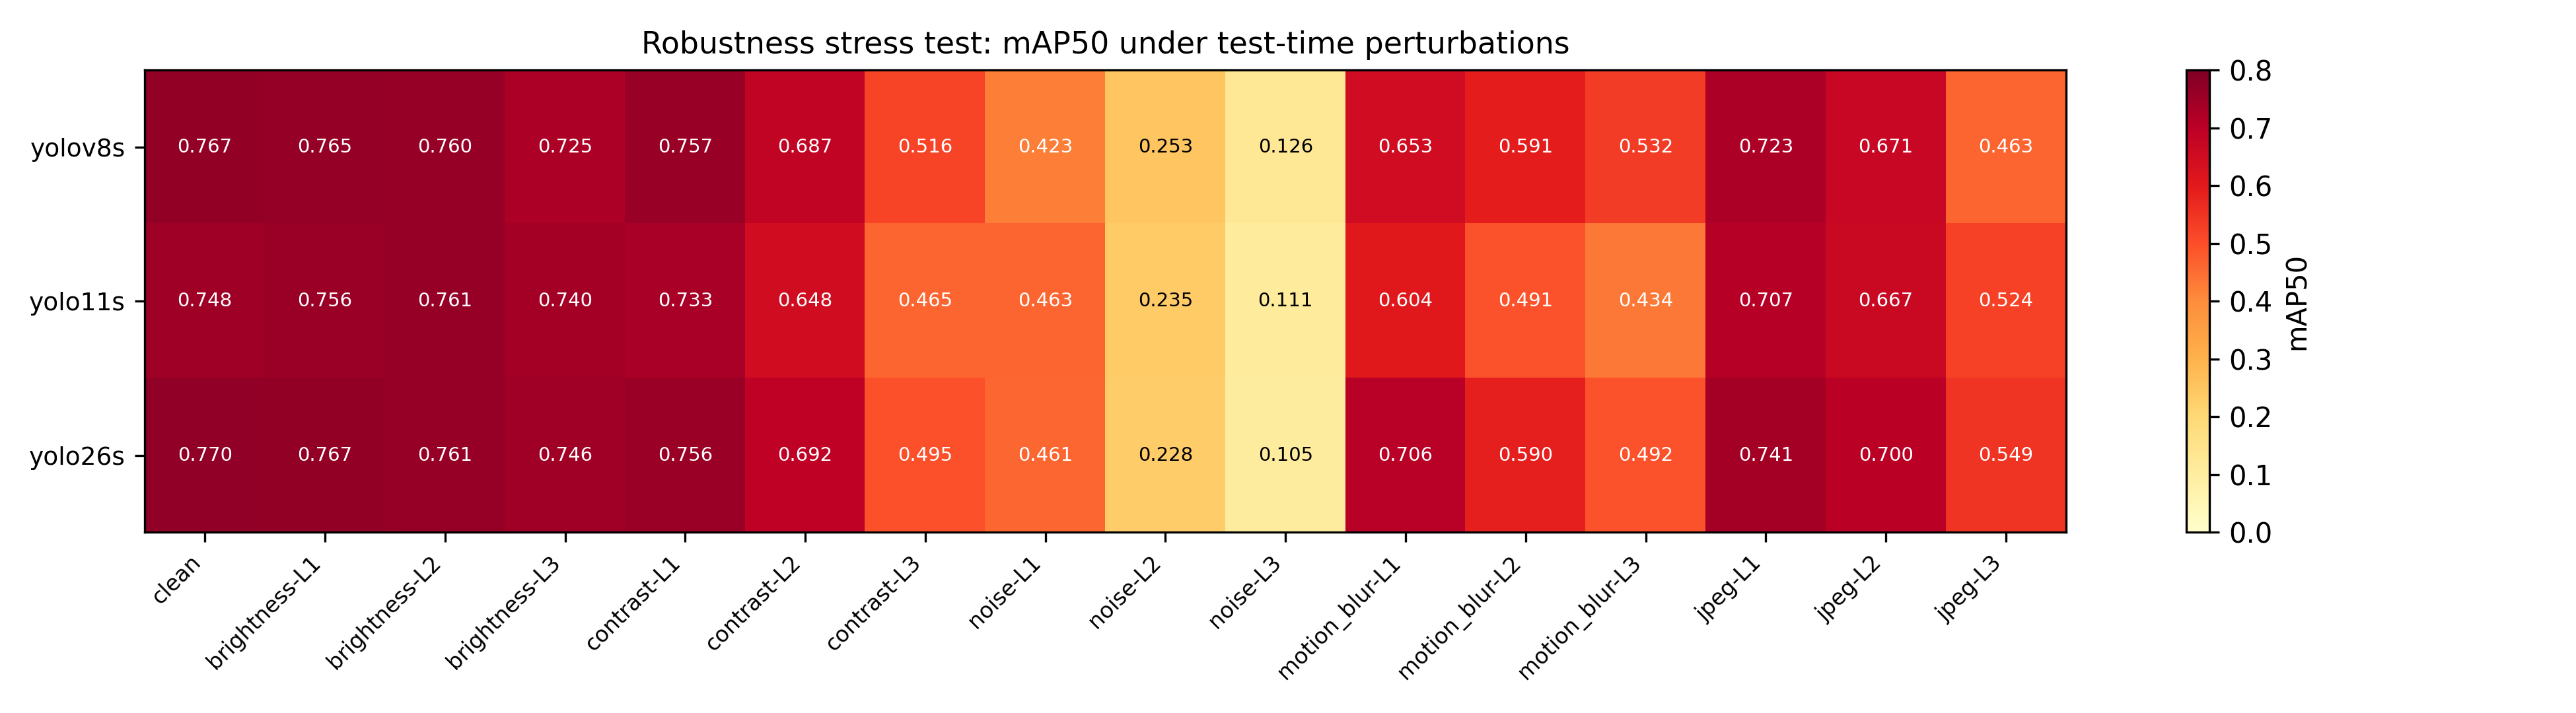 Robustness stress test: mAP50 under test-time perturbations
yolov8s 0.767 0.765 0.760 0.725 0.757 0.687 0.516 0.423 0.253 0.126 0.653 0.591 0.532 0.723 0.671 0.463
yolo11s 0.748 0.756 0.761 0.740 0.733 0.648 0.465 0.463 0.235 0.111 0.604 0.491 0.434 0.707 0.667 0.524
yolo26s 0.770 0.767 0.761 0.746 0.756 0.692 0.495 0.461 0.228 0.105 0.706 0.590 0.492 0.741 0.700 0.549
clean brightness-L1 brightness-L2 brightness-L3 contrast-L1 contrast-L2 contrast-L3 noise-L1 noise-L2 noise-L3 motion_blur-L1 motion_blur-L2 motion_blur-L3 jpeg-L1 jpeg-L2 jpeg-L3
0.8
0.7
0.6
0.5
0.4
0.3
0.2
0.1
0.0
mAP50